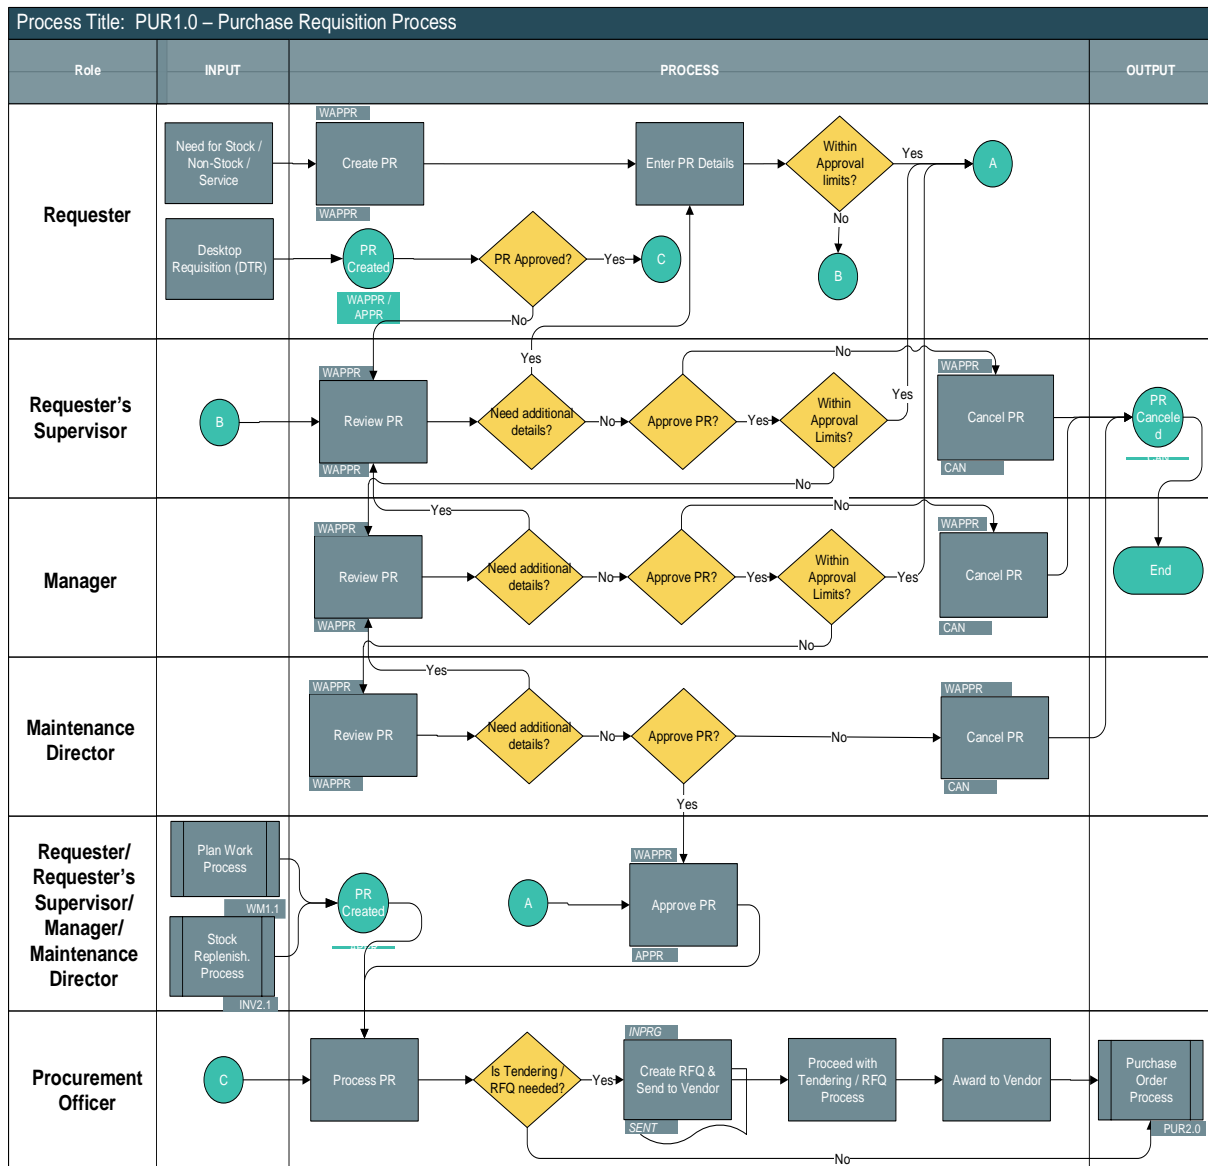 Process Title: PUR1.0 – Purchase Requisition Process
Role
INPUT
PROCESS
OUTPUT
Requester
Need for Stock /
Non-Stock /
Service
WAPPR
Create PR
WAPPR
Enter PR Details
Within
Approval
limits?
Yes
A
No
B
Desktop
Requisition (DTR)
PR
Created
WAPPR /
APPR
PR Approved?
Yes
C
No
Requester's
Supervisor
B
WAPPR
Review PR
WAPPR
Yes
Need additional
details?
No
Approve PR?
No
Yes
Within
Approval
Limits?
Yes
No
WAPPR
Cancel PR
CAN
PR
Cancele
d
Manager
WAPPR
Review PR
WAPPR
Yes
Need additional
details?
No
Approve PR?
No
Yes
Within
Approval
Limits?
Yes
No
WAPPR
Cancel PR
CAN
End
Maintenance
Director
WAPPR
Review PR
WAPPR
Yes
Need additional
details?
No
Approve PR?
No
Yes
WAPPR
Cancel PR
CAN
Requester/
Requester's
Supervisor/
Manager/
Maintenance
Director
Plan Work
Process
WM1.1
Stock
Replenish.
Process
INV2.1
PR
Created
A
WAPPR
Approve PR
APPR
Procurement
Officer
C
Process PR
Is Tendering /
RFQ needed?
Yes
No
INPRG
Create RFQ &
Send to Vendor
SENT
Proceed with
Tendering / RFQ
Process
Award to Vendor
Purchase
Order
Process
PUR2.0